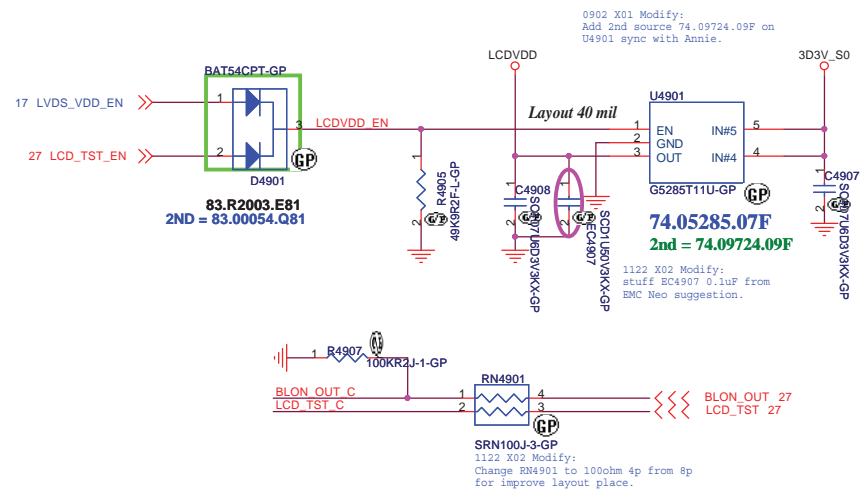 0902 X01 Modify:
Add 2nd source 74.09724.09F on
U4901 sync with Annie.
LCDVDD
3D3V_S0
BAT54CPT-GP
U4901
17 LVDS_VDD_EN
1
3
LCDVDD_EN
Layout 40 mil
1
EN
IN#5
5
2
GND
3
OUT
IN#4
4
27 LCD_TST_EN
2
GP
D4901
G5285T11U-GP
GP
83.R2003.E81
2ND = 83.00054.Q81
74.05285.07F
2nd = 74.09724.09F
1
2
R4905
49K9R2F-L-GP
1
2
C4908
1
2
EC4907
SCD1U50V3KX-GP
1
2
C4907
1122 X02 Modify:
stuff EC4907 0.1uF from
EMC Neo suggestion.
1
R4907
100KR2J-1-GP
RN4901
BLON_OUT_C
1
4
BLON_OUT 27
LCD_TST_C
2
3
LCD_TST 27
GP
SRN100J-3-GP
1122 X02 Modify:
Change RN4901 to 100ohm 4p from 8p
for improve layout place.